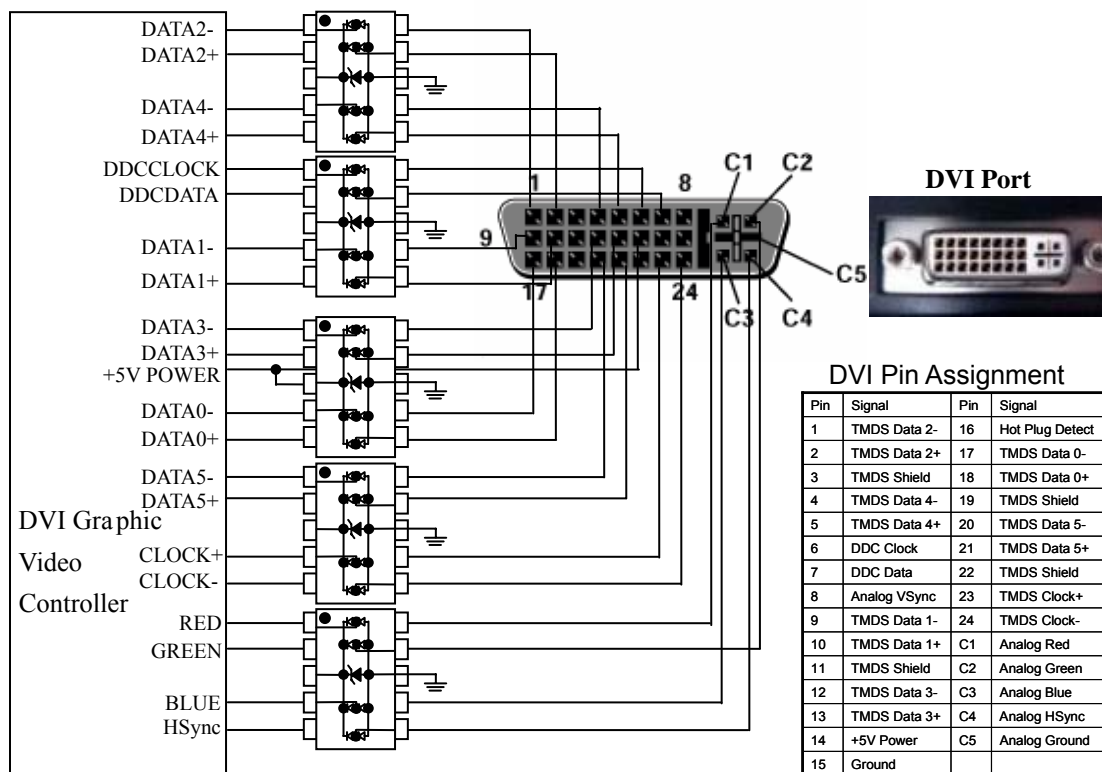 DATA2-
DATA2+
DATA4-
DATA4+
DDCCLOCK
DDCDATA
DATA1-
DATA1+
DATA3-
DATA3+
+5V POWER
DATA0-
DATA0+
DATA5-
DATA5+
DVI Graphic
Video
Controller
CLOCK+
CLOCK-
RED
GREEN
BLUE
HSync
1
8
9
17
24
C1
C2
C5
C3
C4
DVI Port
DVI Pin Assignment
Pin Signal Pin Signal
1 TMDS Data 2- 16 Hot Plug Detect
2 TMDS Data 2+ 17 TMDS Data 0-
3 TMDS Shield 18 TMDS Data 0+
4 TMDS Data 4- 19 TMDS Shield
5 TMDS Data 4+ 20 TMDS Data 5-
6 DDC Clock 21 TMDS Data 5+
7 DDC Data 22 TMDS Shield
8 Analog VSync 23 TMDS Clock+
9 TMDS Data 1- 24 TMDS Clock-
10 TMDS Data 1+ C1 Analog Red
11 TMDS Shield C2 Analog Green
12 TMDS Data 3- C3 Analog Blue
13 TMDS Data 3+ C4 Analog HSync
14 +5V Power C5 Analog Ground
15 Ground